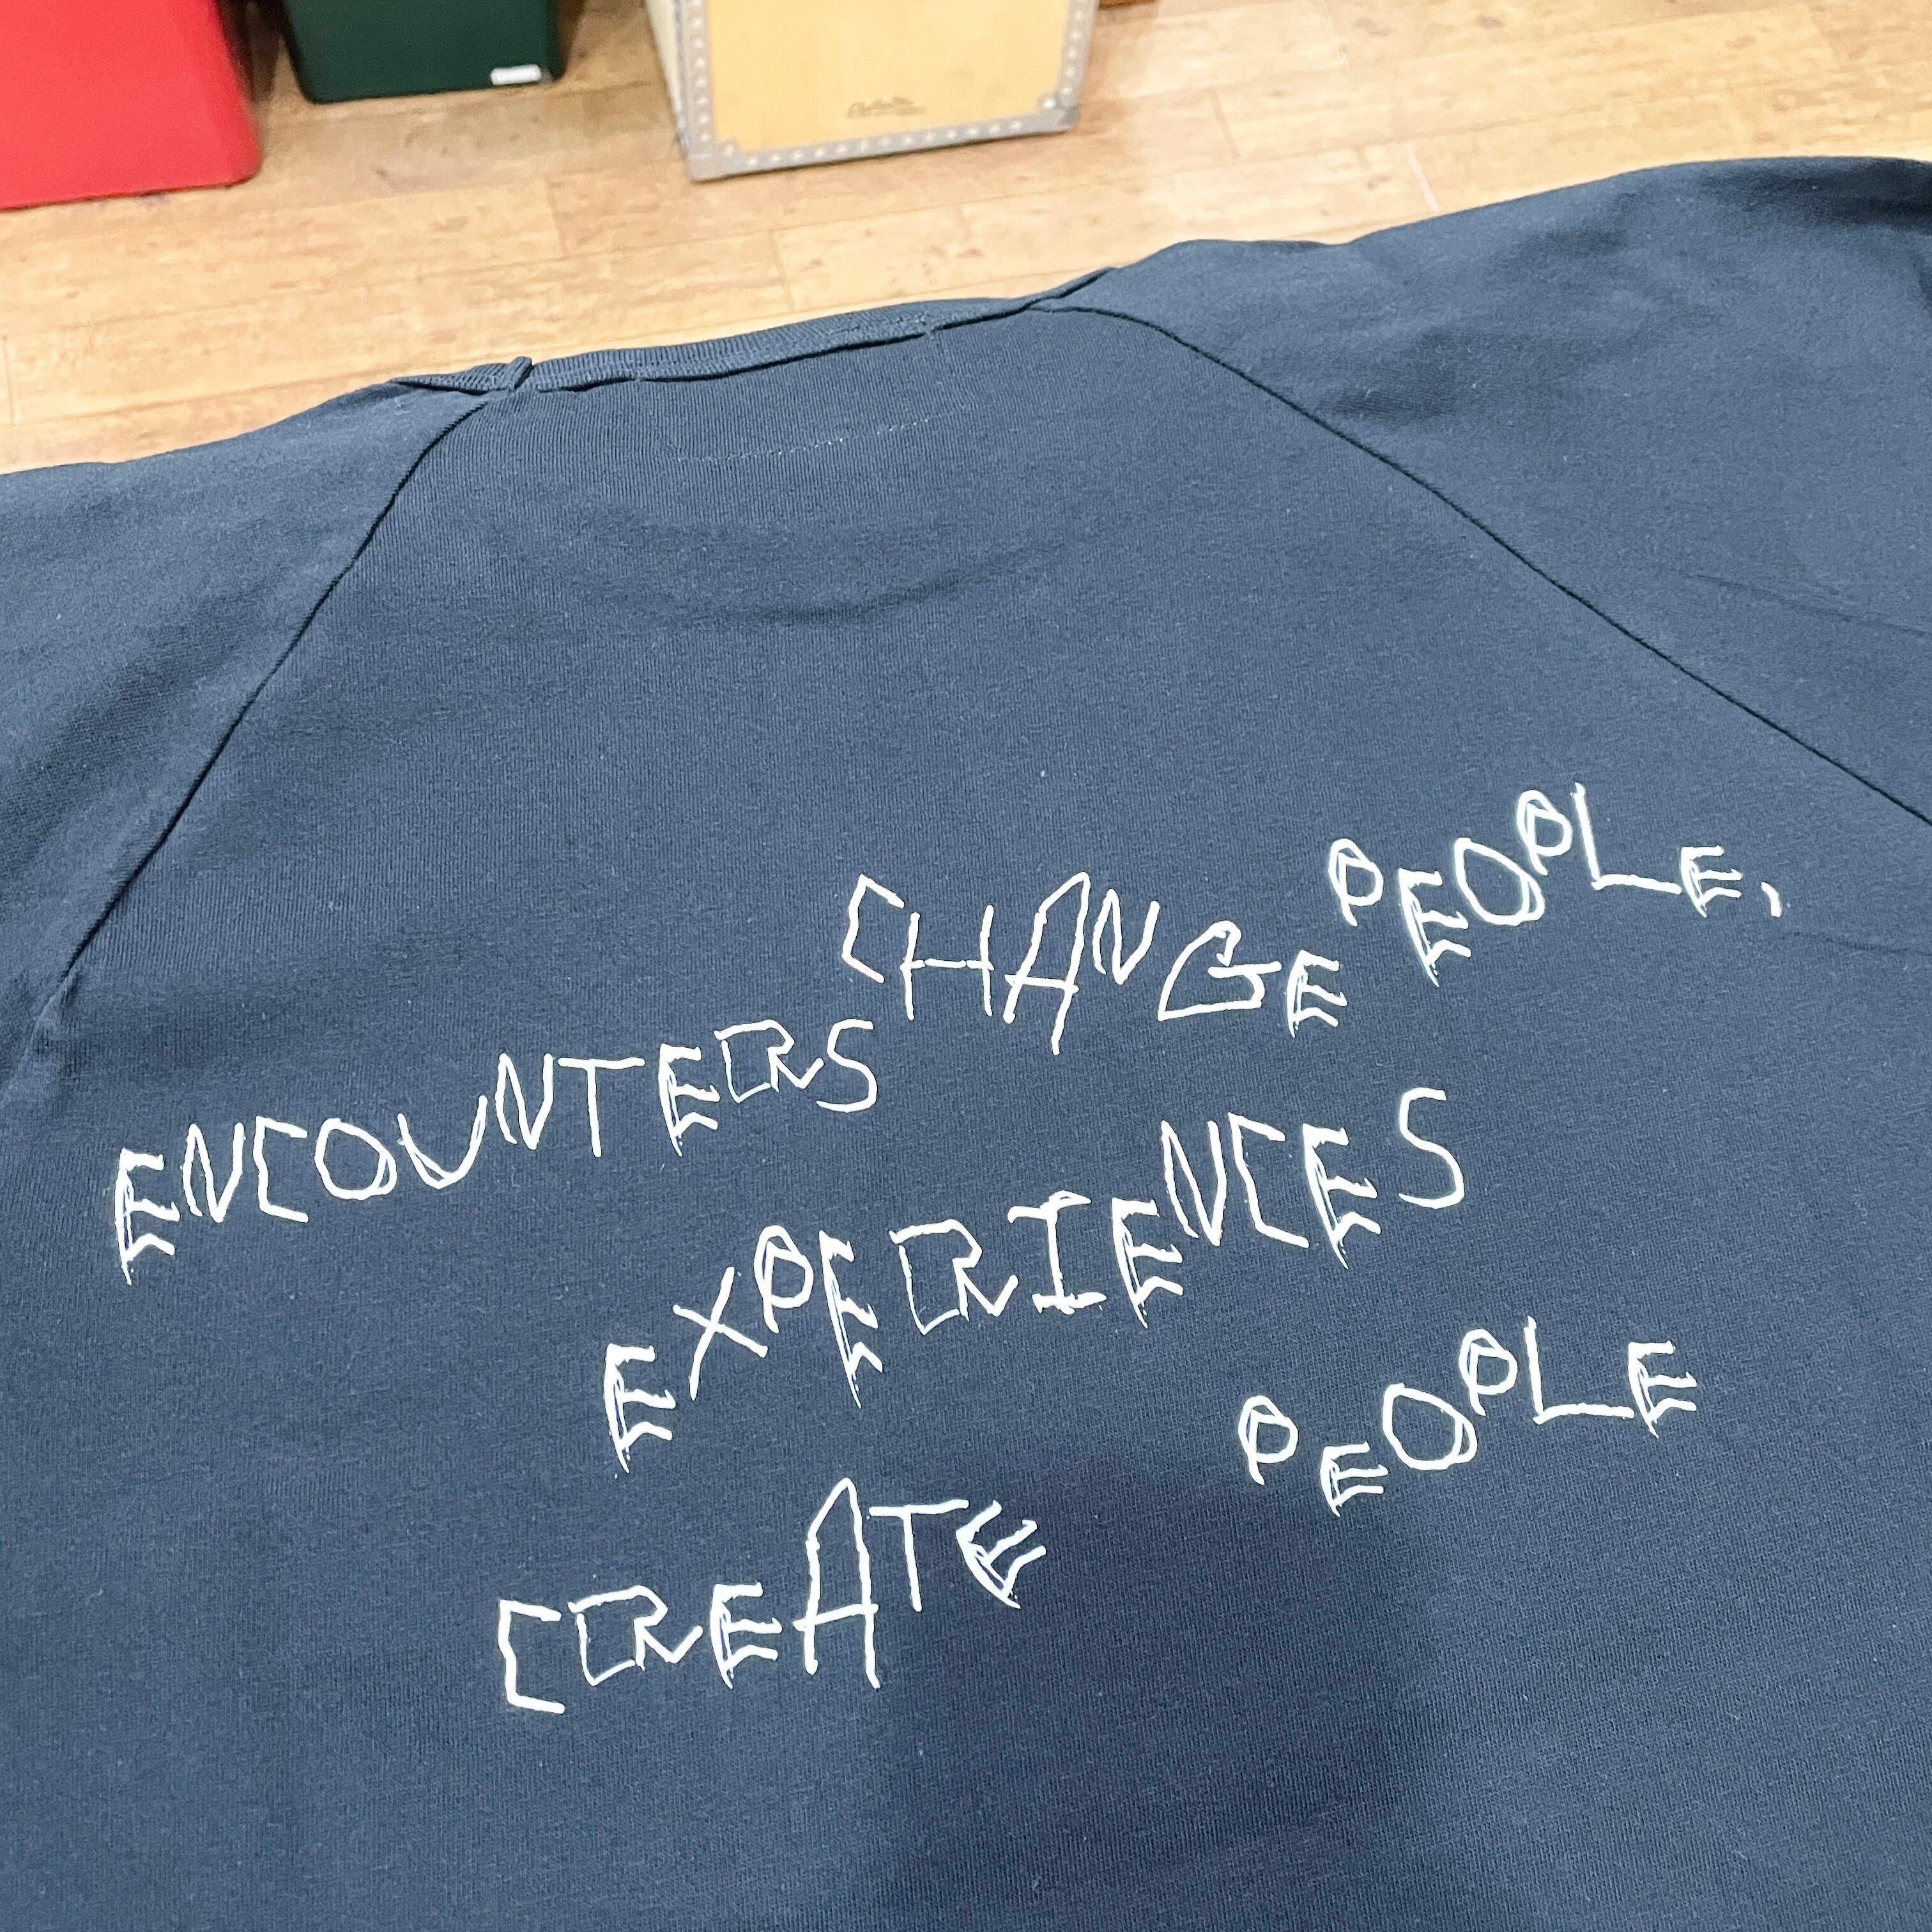 ENCOUNTERS CHANGE PEOPLE,
EXPERIENCES
CREATE PEOPLE